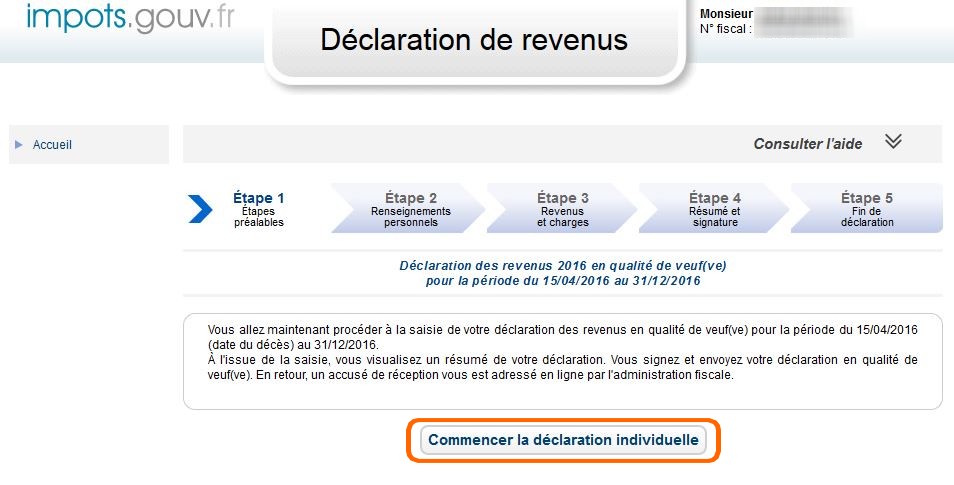 impots.gouv.fr
Déclaration de revenus
Monsieur
N° fiscal :
Accueil
Consulter l'aide
Étape 1
Étapes
préalables
Étape 2
Renseignements
personnels
Étape 3
Revenus
et charges
Étape 4
Résumé et
signature
Étape 5
Fin de
déclaration
Déclaration des revenus 2016 en qualité de veuf(ve)
pour la période du 15/04/2016 au 31/12/2016
Vous allez maintenant procéder à la saisie de votre déclaration des revenus en qualité de veuf(ve) pour la période du 15/04/2016
(date du décès) au 31/12/2016.
À l'issue de la saisie, vous visualisez un résumé de votre déclaration. Vous signez et envoyez votre déclaration en qualité de
veuf(ve). En retour, un accusé de réception vous est adressé en ligne par l'administration fiscale.
Commencer la déclaration individuelle